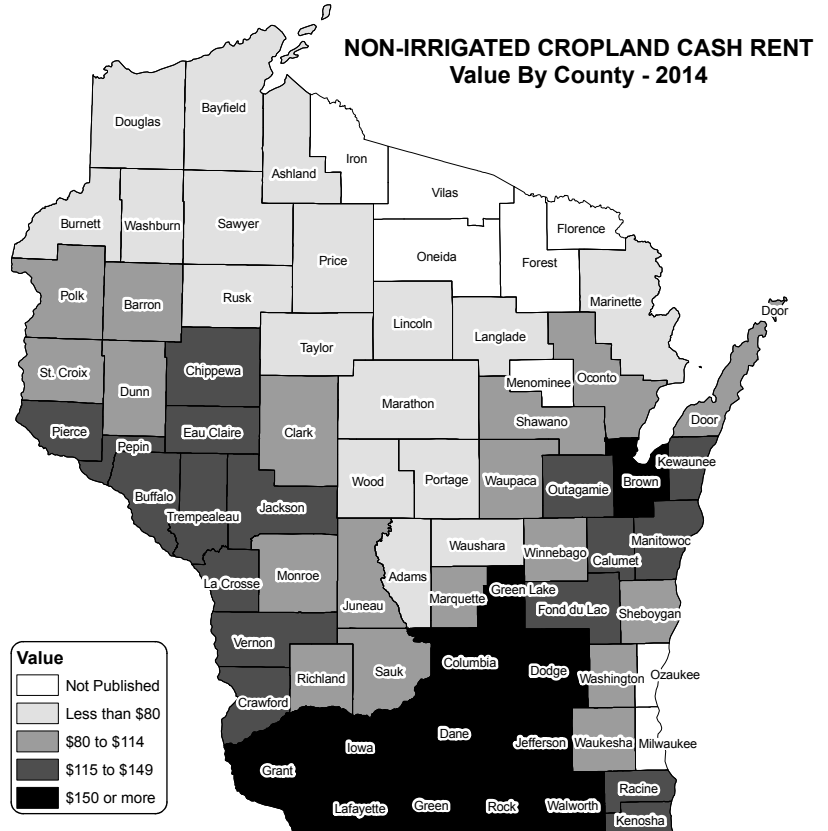 NON-IRRIGATED CROPLAND CASH RENT
Value By County - 2014
Douglas
Bayfield
Ashland
Iron
Vilas
Burnett
Washburn
Sawyer
Price
Oneida
Forest
Florence
Polk
Barron
Rusk
Lincoln
Langlade
Marinette
Door
Taylor
St. Croix
Dunn
Chippewa
Menominee
Oconto
Marathon
Shawano
Door
Pierce
Pepin
Eau Claire
Clark
Kewaunee
Buffalo
Trempealeau
Jackson
Wood
Portage
Waupaca
Outagamie
Brown
La Crosse
Monroe
Juneau
Adams
Waushara
Marquette
Green Lake
Winnebago
Calumet
Manitowoc
Fond du Lac
Sheboygan
Vernon
Crawford
Richland
Sauk
Columbia
Dodge
Washington
Ozaukee
Grant
Iowa
Dane
Jefferson
Waukesha
Milwaukee
Lafayette
Green
Rock
Walworth
Racine
Kenosha
Value
Not Published
Less than $80
$80 to $114
$115 to $149
$150 or more